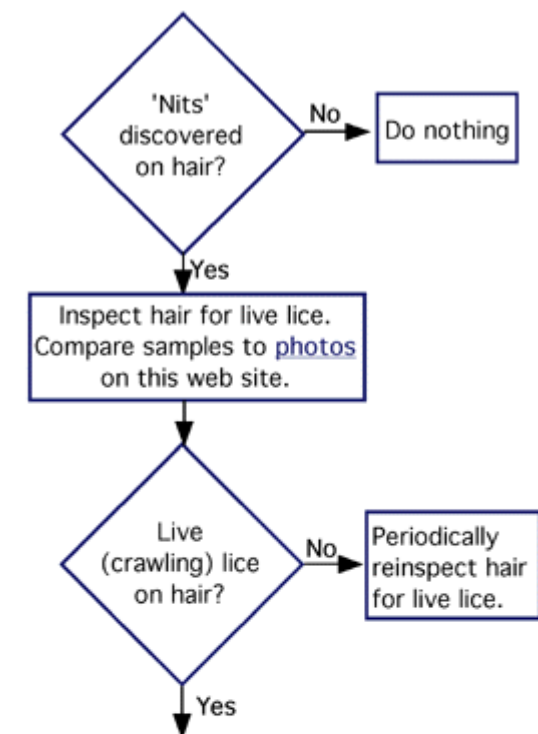 'Nits'
discovered
on hair?
No
Do nothing
Yes
Inspect hair for live lice.
Compare samples to photos
on this web site.
Live
(crawling) lice
on hair?
No
Periodically
reinspect hair
for live lice.
Yes